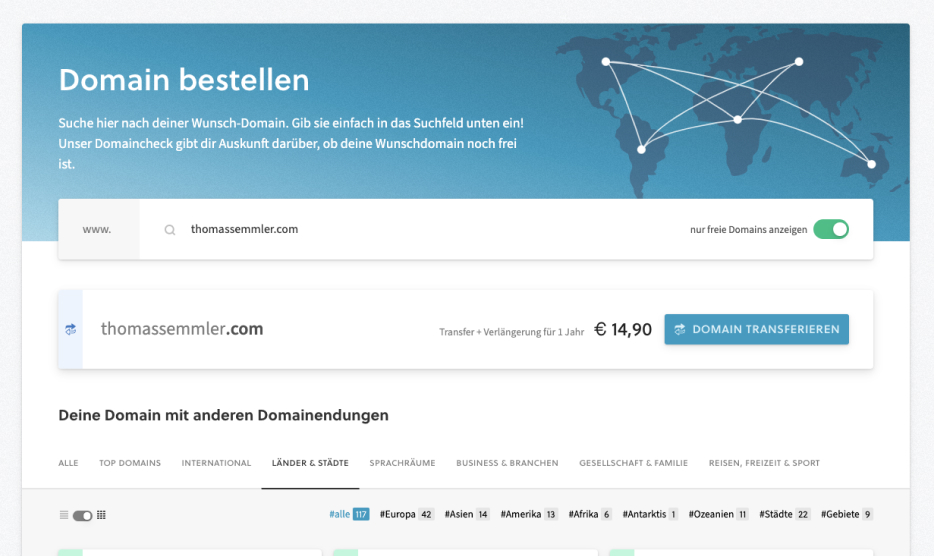 Domain bestellen
Suche hier nach deiner Wunsch-Domain. Gib sie einfach in das Suchfeld unten ein!
Unser Domaincheck gibt dir Auskunft darüber, ob deine Wunschdomain noch frei
ist.
www. thomassemmler.com nur freie Domains anzeigen
thomassemmler.com Transfer + Verlängerung für 1 Jahr € 14,90 DOMAIN TRANSFERIEREN
Deine Domain mit anderen Domainendungen
ALLE TOP DOMAINS INTERNATIONAL LÄNDER & STÄDTE SPRACHRÄUME BUSINESS & BRANCHEN GESELLSCHAFT & FAMILIE REISEN, FREIZEIT & SPORT
#alle 117 #Europa 42 #Asien 14 #Amerika 13 #Afrika 6 #Antarktis 1 #Ozeanien 11 #Städte 22 #Gebiete 9